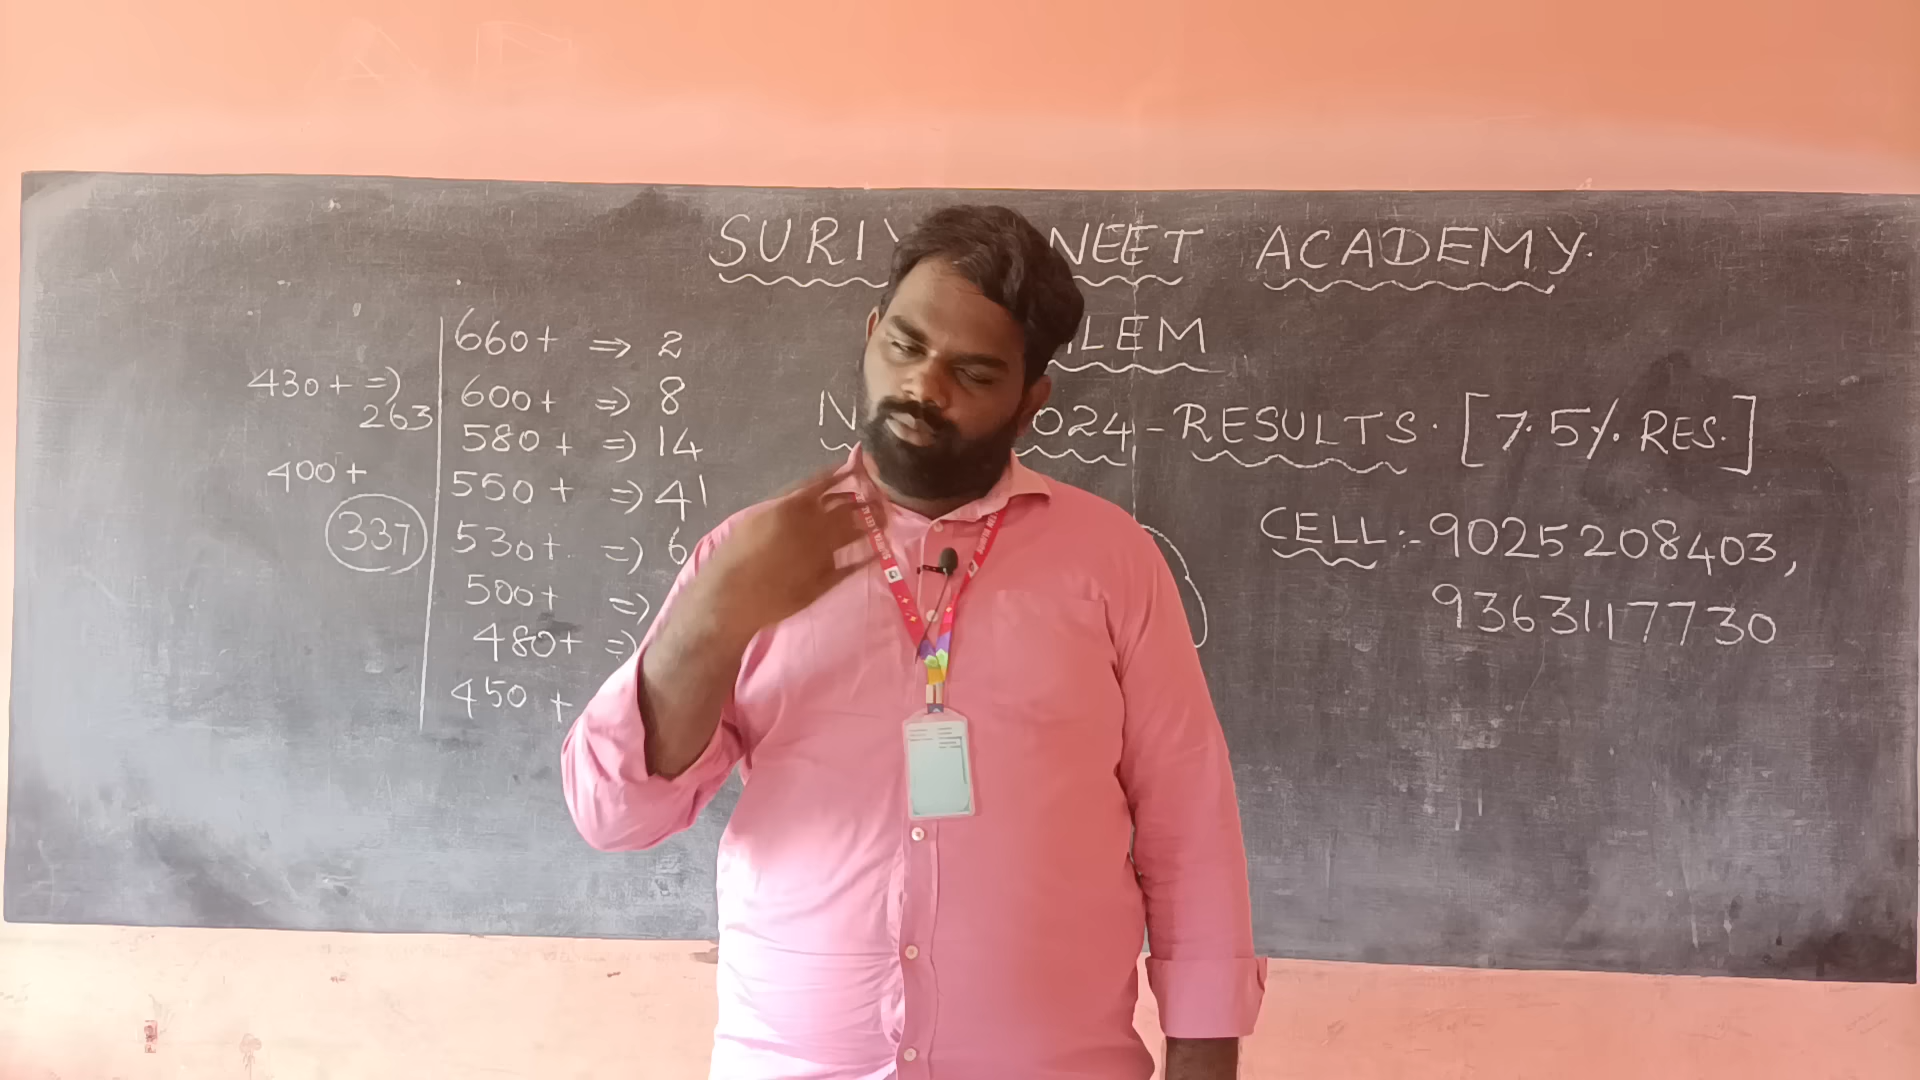 SURIY NEET ACADEMY.
LEM
N 024 - RESULTS. [7.5% RES.]
CELL :- 9025208403,
9363117730
660+ ⇒ 2
600+ ⇒ 8
580+ ⇒ 14
550+ ⇒ 41
530+ ⇒ 6
500+ ⇒
480+ ⇒
450+
430+ ⇒
263
400+
337